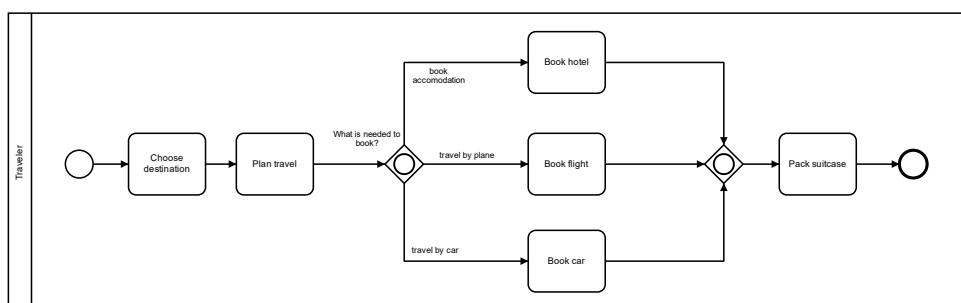 Traveler
Choose
destination
Plan travel
What is needed to
book?
book
accomodation
travel by plane
travel by car
Book hotel
Book flight
Book car
Pack suitcase